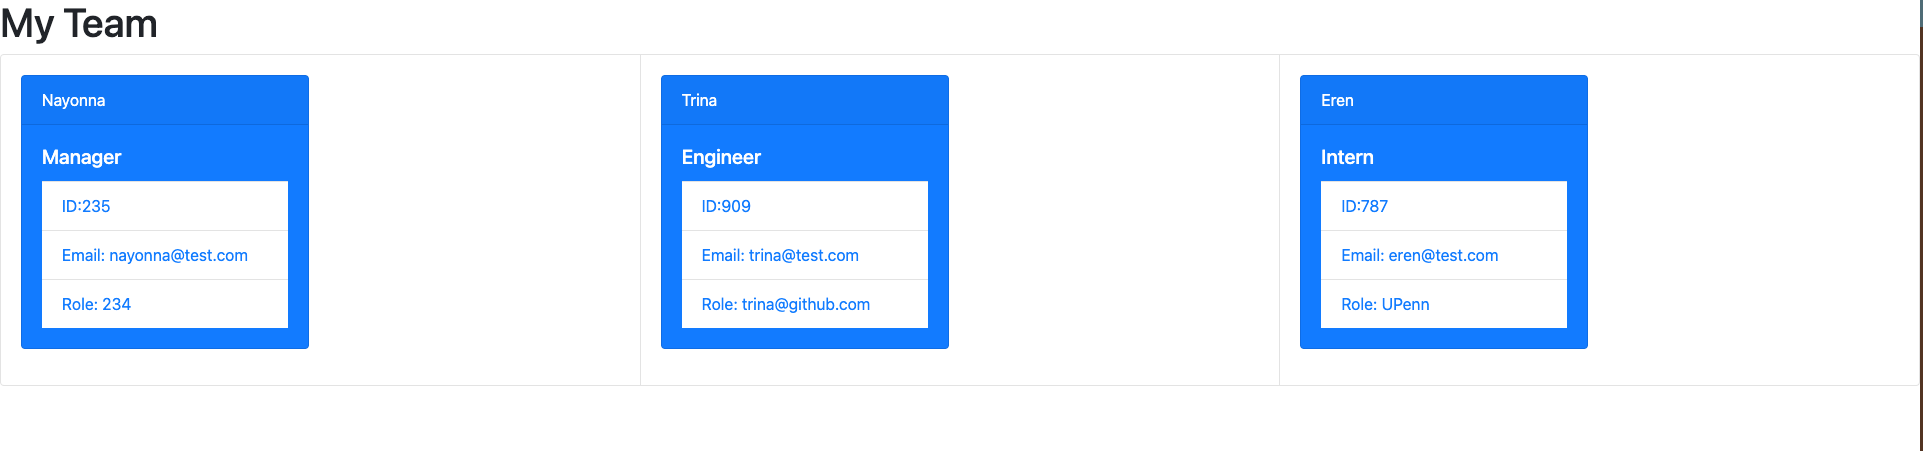 My Team
Nayonna
Manager
ID:235
Email: nayonna@test.com
Role: 234
Trina
Engineer
ID:909
Email: trina@test.com
Role: trina@github.com
Eren
Intern
ID:787
Email: eren@test.com
Role: UPenn